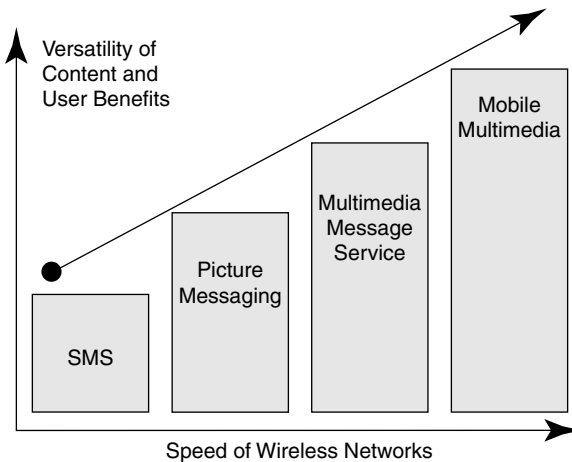 Versatility of
Content and
User Benefits
Mobile
Multimedia
Multimedia
Message
Service
Picture
Messaging
SMS
Speed of Wireless Networks